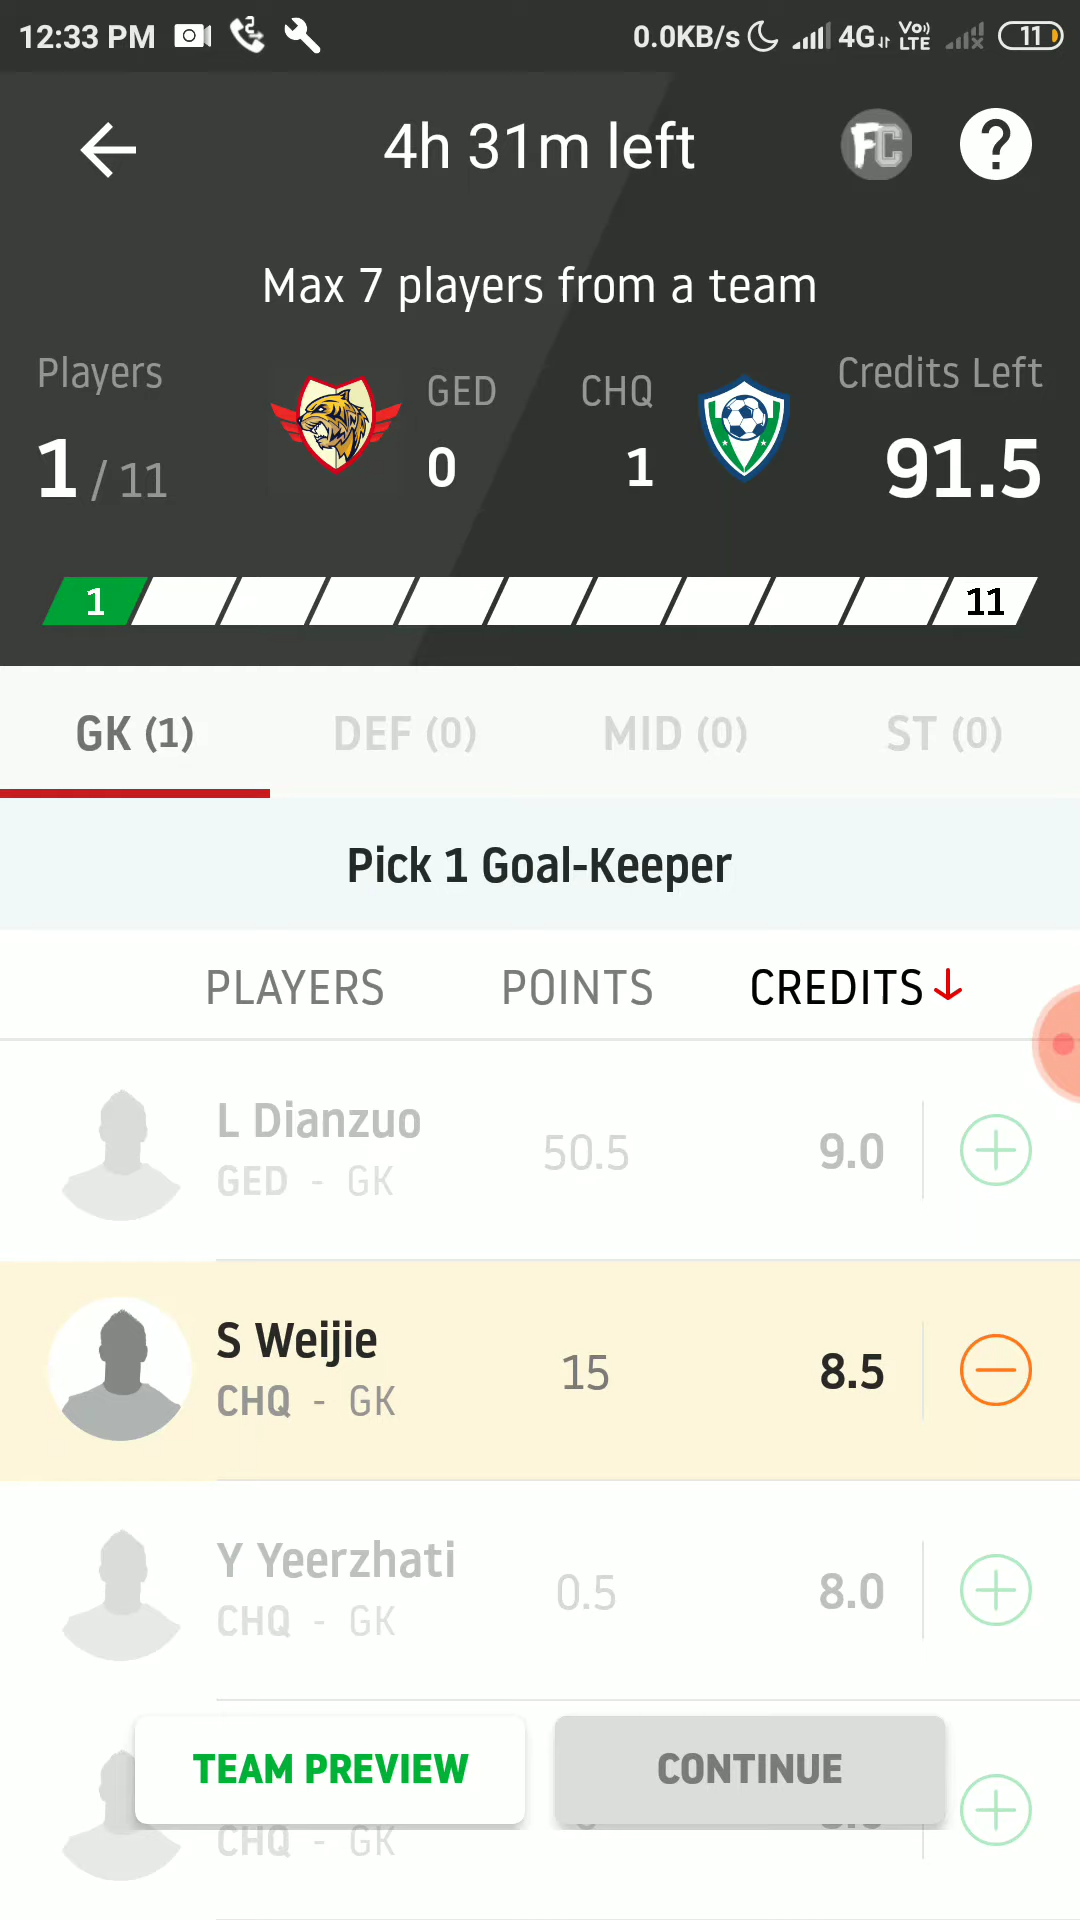 12:33 PM 0.0KB/s 4G Vo) LTE 11
4h 31m left FC ?
Max 7 players from a team
Players GED CHQ Credits Left
1 / 11 0 1 91.5
1 11
GK (1) DEF (0) MID (0) ST (0)
Pick 1 Goal-Keeper
PLAYERS POINTS CREDITS
L Dianzuo 50.5 9.0
GED - GK
S Weijie 15 8.5
CHQ - GK
Y Yeerzhati 0.5 8.0
CHQ - GK
TEAM PREVIEW CONTINUE
CHQ - GK